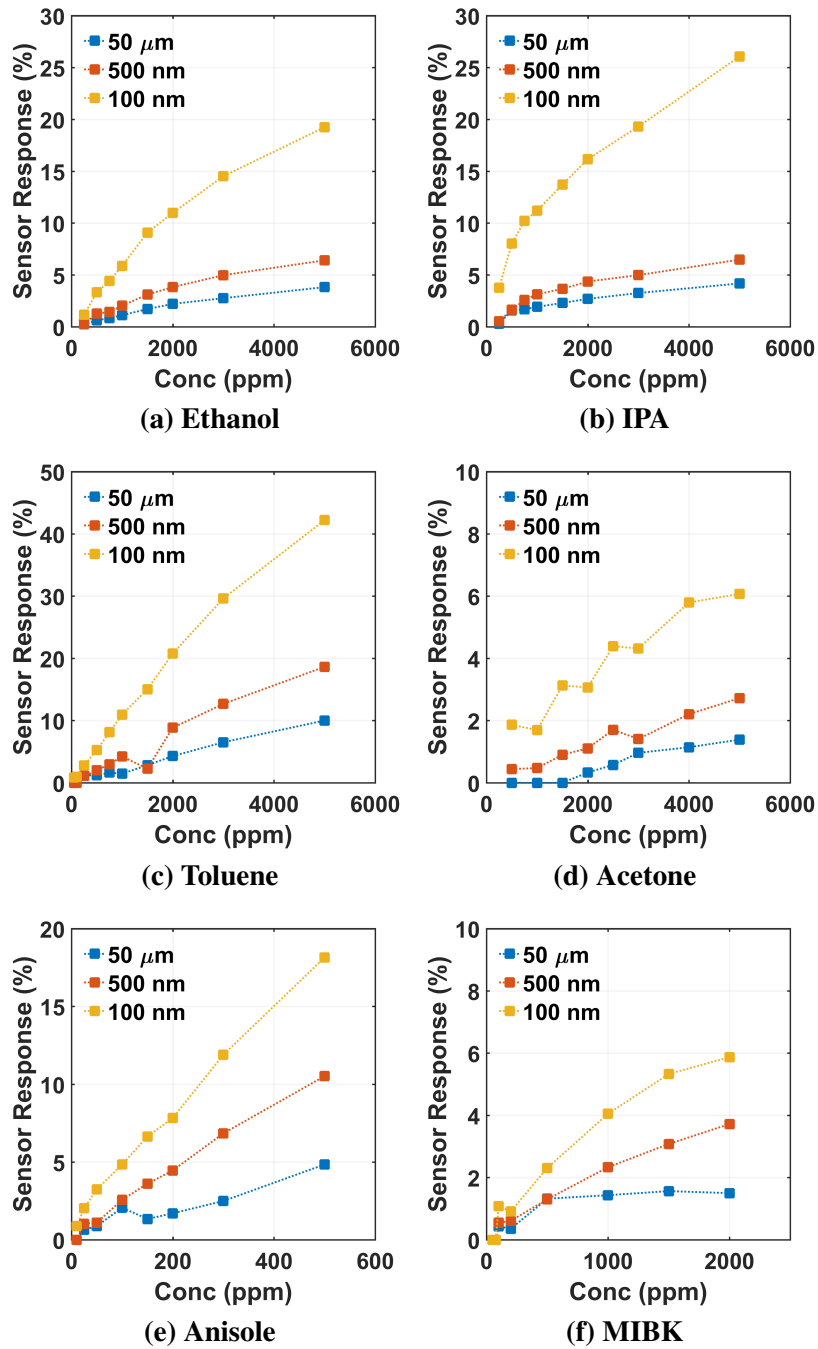 30
25
20
15
10
5
0
Sensor Response (%)
50 μm
500 nm
100 nm
0 2000 4000 6000
Conc (ppm)
(a) Ethanol
30
25
20
15
10
5
0
Sensor Response (%)
50 μm
500 nm
100 nm
0 2000 4000 6000
Conc (ppm)
(b) IPA
50
40
30
20
10
0
Sensor Response (%)
50 μm
500 nm
100 nm
0 2000 4000 6000
Conc (ppm)
(c) Toluene
10
8
6
4
2
0
Sensor Response (%)
50 μm
500 nm
100 nm
0 2000 4000 6000
Conc (ppm)
(d) Acetone
20
15
10
5
0
Sensor Response (%)
50 μm
500 nm
100 nm
0 200 400 600
Conc (ppm)
(e) Anisole
10
8
6
4
2
0
Sensor Response (%)
50 μm
500 nm
100 nm
0 1000 2000
Conc (ppm)
(f) MIBK